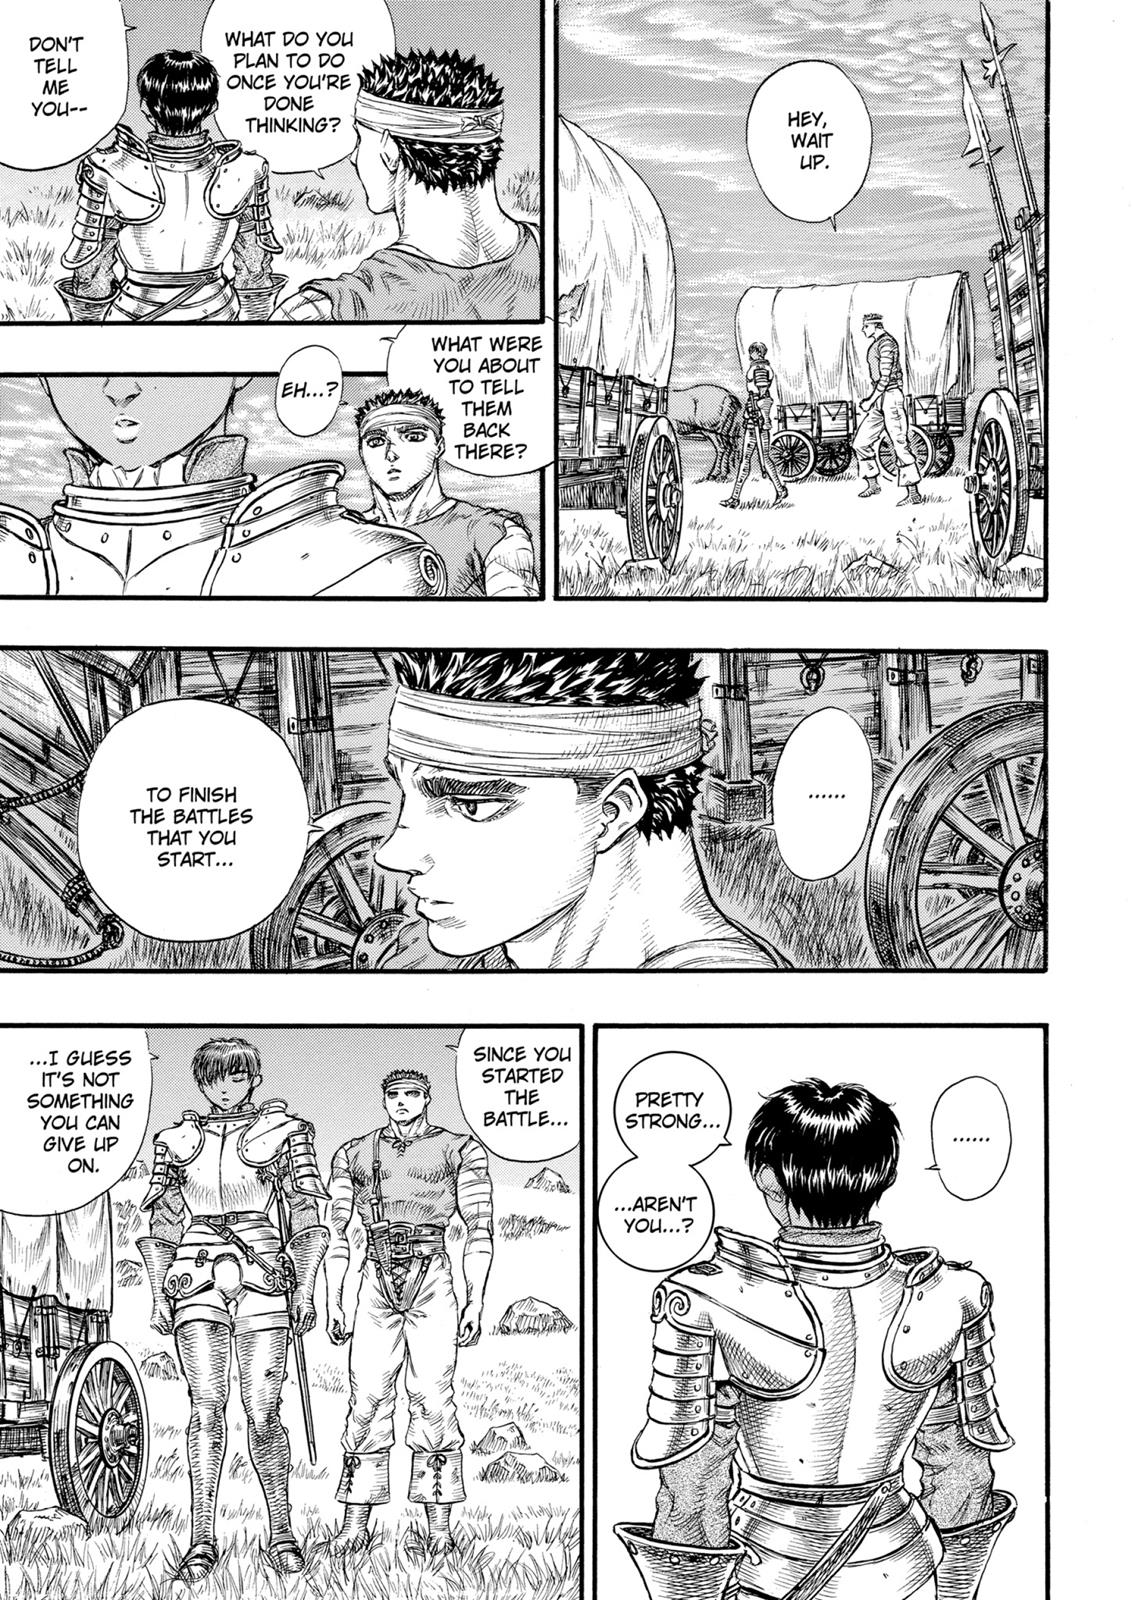 HEY,
WAIT
UP.
WHAT DO YOU
PLAN TO DO
ONCE YOU'RE
DONE
THINKING?
DON'T
TELL
ME
YOU--
WHAT WERE
YOU ABOUT
TO TELL
THEM
BACK
THERE?
EH...?
......
TO FINISH
THE BATTLES
THAT YOU
START...
......
PRETTY
STRONG...
...AREN'T
YOU...?
SINCE YOU
STARTED
THE
BATTLE...
...I GUESS
IT'S NOT
SOMETHING
YOU CAN
GIVE UP
ON.